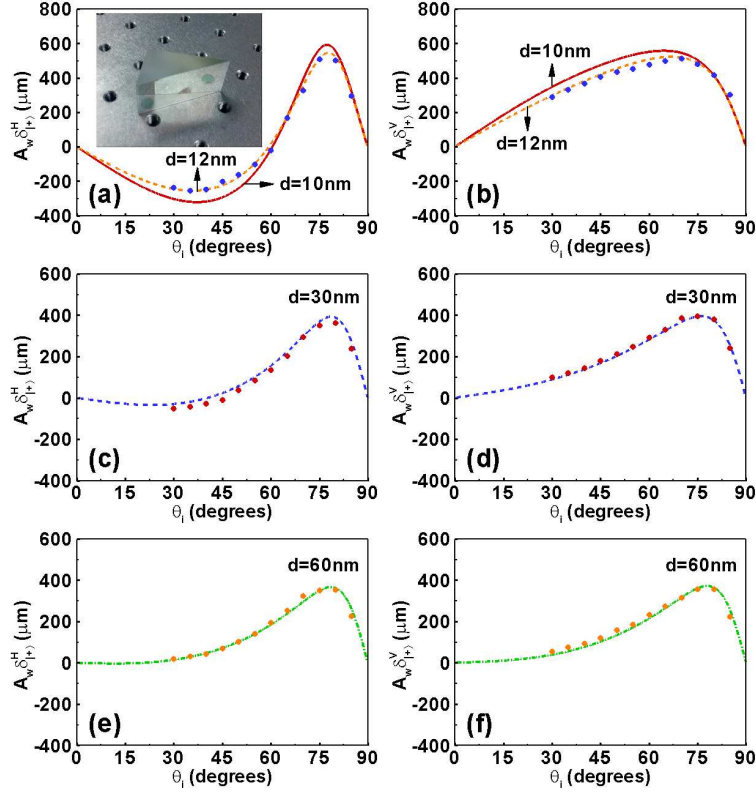 A_w δ^H_|+> (μm)
600
400
200
0
-200
-400
d=12nm
d=10nm
(a)
0 15 30 45 60 75 90
θ_i (degrees)
A_w δ^V_|+> (μm)
600
400
200
0
-200
-400
d=10nm
d=12nm
(b)
0 15 30 45 60 75 90
θ_i (degrees)
A_w δ^H_|+> (μm)
600
400
200
0
-200
-400
d=30nm
(c)
0 15 30 45 60 75 90
θ_i (degrees)
A_w δ^V_|+> (μm)
600
400
200
0
-200
-400
d=30nm
(d)
0 15 30 45 60 75 90
θ_i (degrees)
A_w δ^H_|+> (μm)
600
400
200
0
-200
-400
d=60nm
(e)
0 15 30 45 60 75 90
θ_i (degrees)
A_w δ^V_|+> (μm)
600
400
200
0
-200
-400
d=60nm
(f)
0 15 30 45 60 75 90
θ_i (degrees)